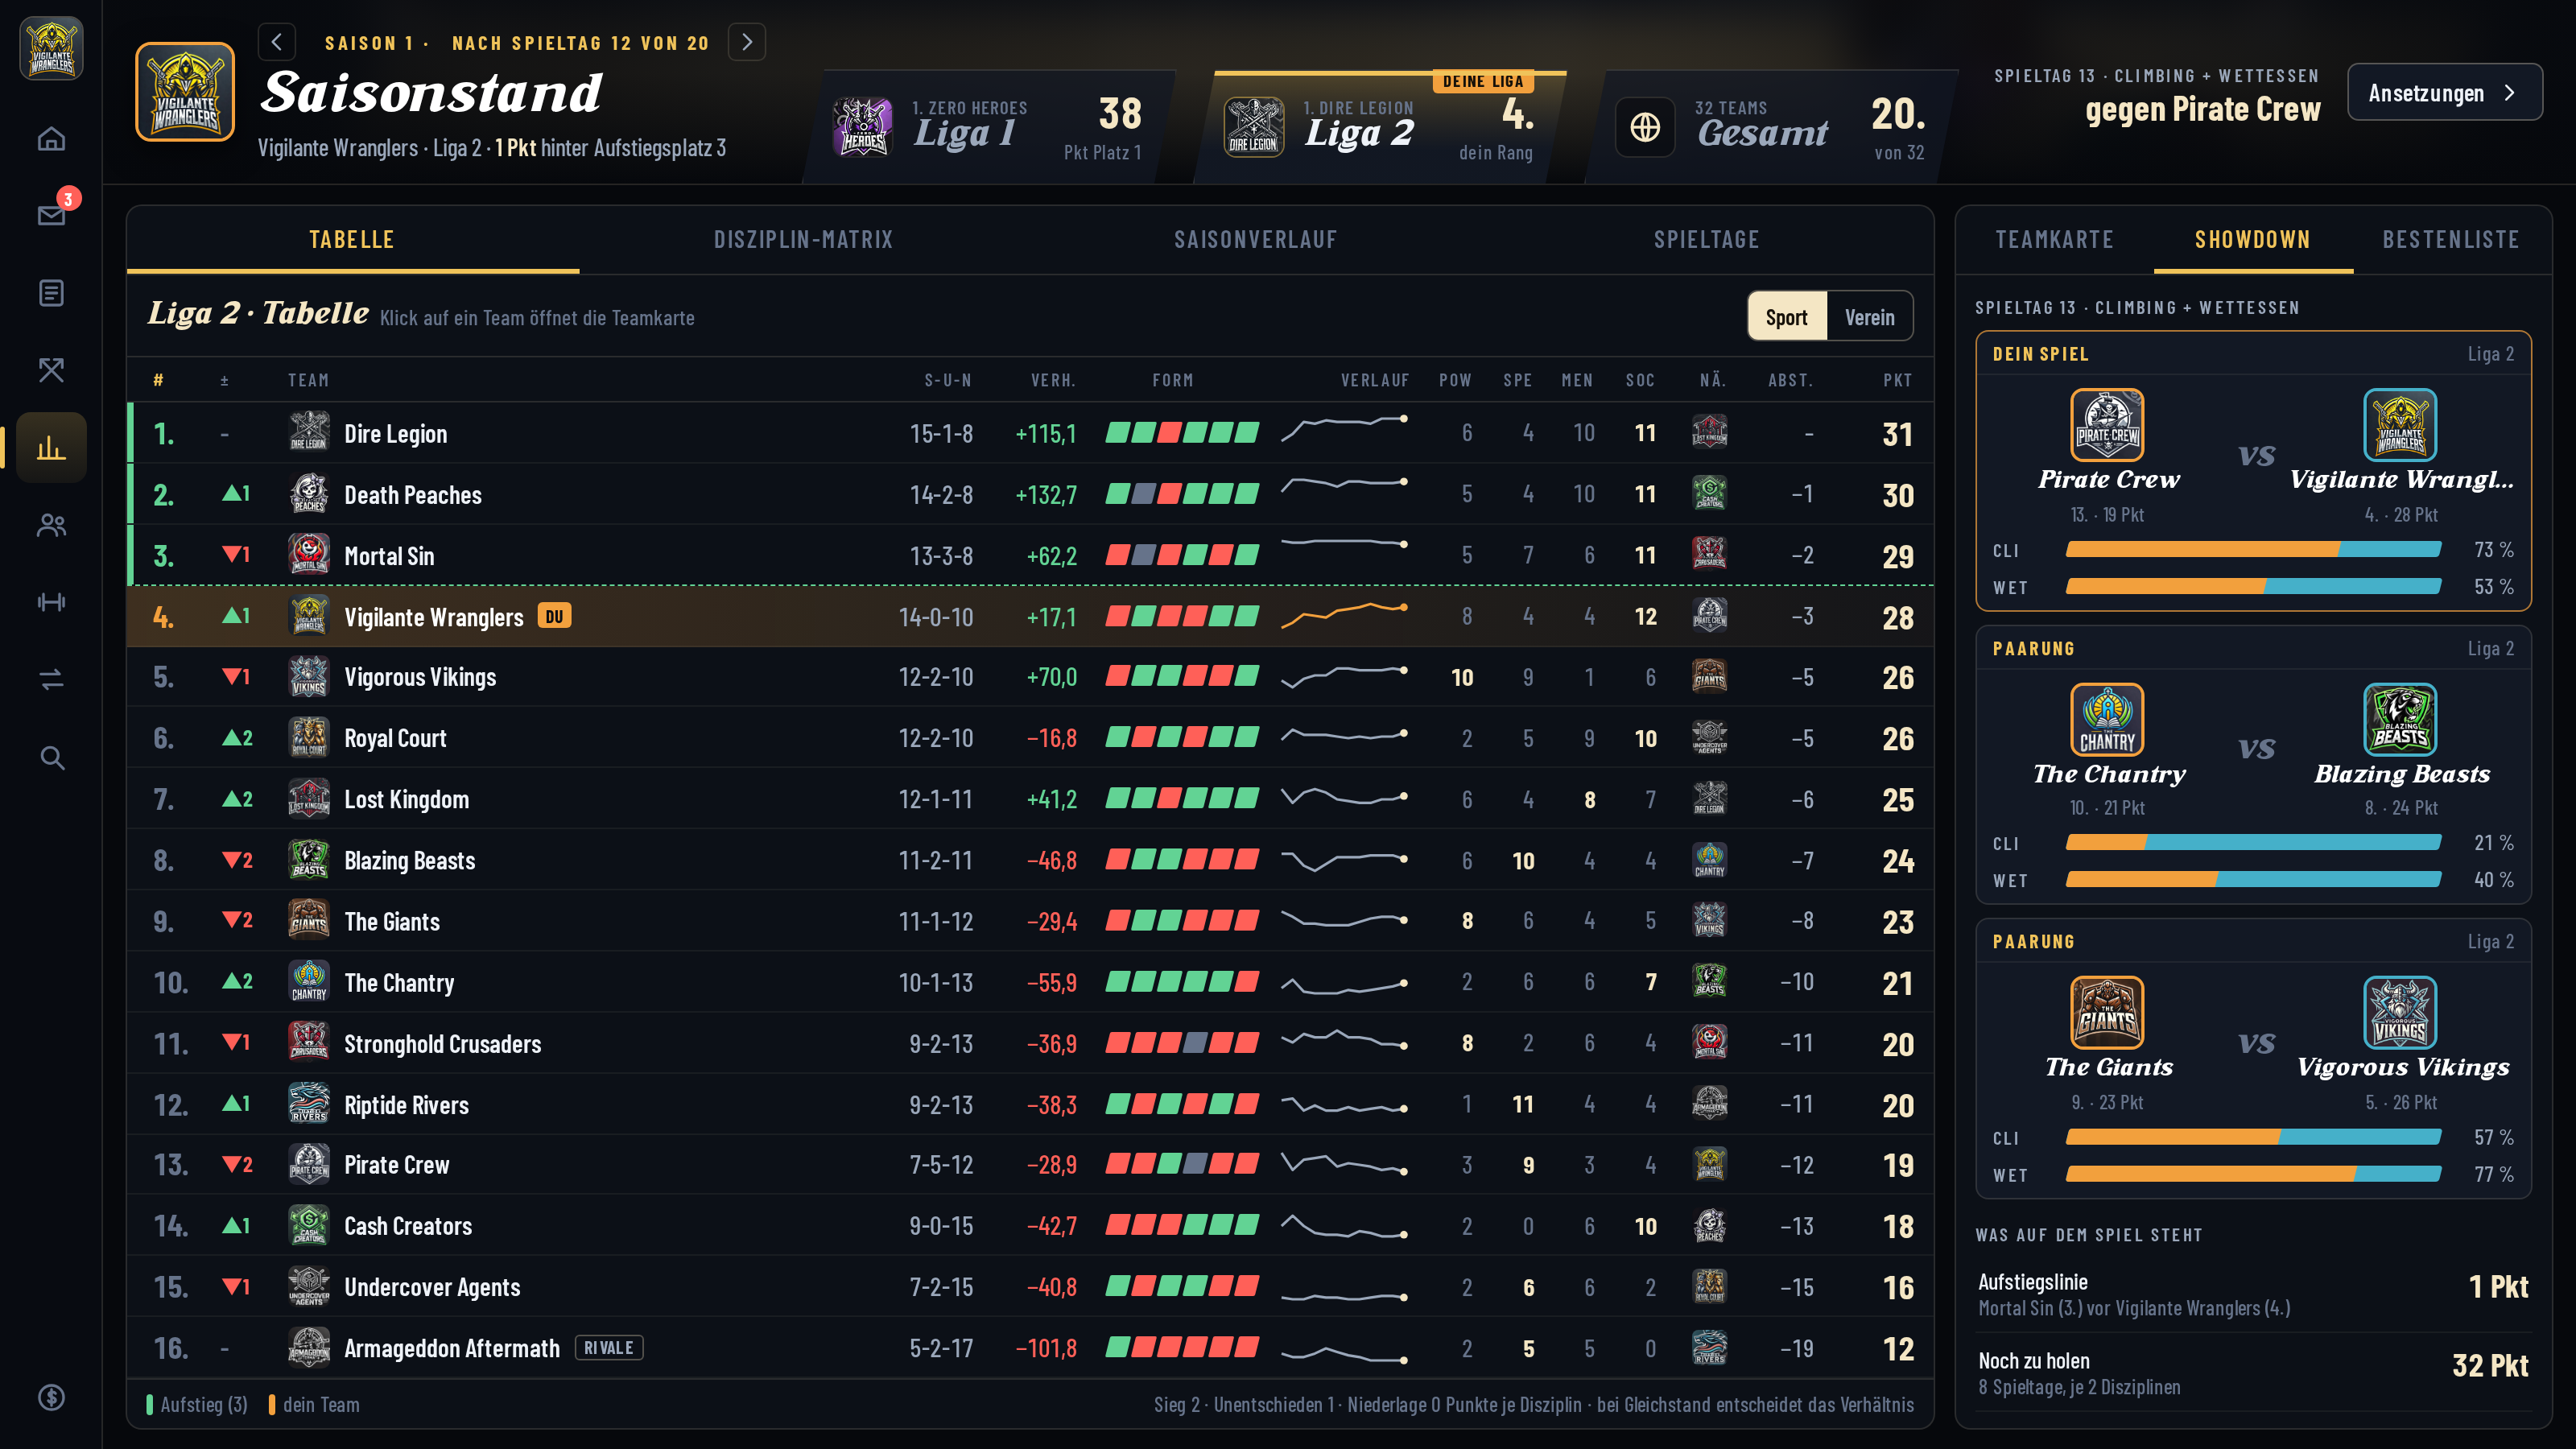 SAISON 1 · NACH SPIELTAG 12 VON 20
Saisonstand
Vigilante Wranglers · Liga 2 · 1 Pkt hinter Aufstiegsplatz 3
1. ZERO HEROES
Liga 1
38
Pkt Platz 1
DEINE LIGA
1. DIRE LEGION
Liga 2
4.
dein Rang
32 TEAMS
Gesamt
20.
von 32
SPIELTAG 13 · CLIMBING + WETTESSEN
gegen Pirate Crew
Ansetzungen
3
TABELLE DISZIPLIN-MATRIX SAISONVERLAUF SPIELTAGE
Liga 2 · Tabelle Klick auf ein Team öffnet die Teamkarte
Sport Verein
# ± TEAM S-U-N VERH. FORM VERLAUF POW SPE MEN SOC NÄ. ABST. PKT
1. - Dire Legion 15-1-8 +115,1 6 4 10 11 - 31
2. ▲1 Death Peaches 14-2-8 +132,7 5 4 10 11 −1 30
3. ▼1 Mortal Sin 13-3-8 +62,2 5 7 6 11 −2 29
4. ▲1 Vigilante Wranglers DU 14-0-10 +17,1 8 4 4 12 −3 28
5. ▼1 Vigorous Vikings 12-2-10 +70,0 10 9 1 6 −5 26
6. ▲2 Royal Court 12-2-10 −16,8 2 5 9 10 −5 26
7. ▲2 Lost Kingdom 12-1-11 +41,2 6 4 8 7 −6 25
8. ▼2 Blazing Beasts 11-2-11 −46,8 6 10 4 4 −7 24
9. ▼2 The Giants 11-1-12 −29,4 8 6 4 5 −8 23
10. ▲2 The Chantry 10-1-13 −55,9 2 6 6 7 −10 21
11. ▼1 Stronghold Crusaders 9-2-13 −36,9 8 2 6 4 −11 20
12. ▲1 Riptide Rivers 9-2-13 −38,3 1 11 4 4 −11 20
13. ▼2 Pirate Crew 7-5-12 −28,9 3 9 3 4 −12 19
14. ▲1 Cash Creators 9-0-15 −42,7 2 0 6 10 −13 18
15. ▼1 Undercover Agents 7-2-15 −40,8 2 6 6 2 −15 16
16. - Armageddon Aftermath RIVALE 5-2-17 −101,8 2 5 5 0 −19 12
Aufstieg (3) dein Team
Sieg 2 · Unentschieden 1 · Niederlage 0 Punkte je Disziplin · bei Gleichstand entscheidet das Verhältnis
TEAMKARTE SHOWDOWN BESTENLISTE
SPIELTAG 13 · CLIMBING + WETTESSEN
DEIN SPIEL Liga 2
PIRATE CREW
VIGILANTE WRANGLERS
Pirate Crew vs Vigilante Wrangl...
13. · 19 Pkt 4. · 28 Pkt
CLI 73 %
WET 53 %
PAARUNG Liga 2
THE CHANTRY
BLAZING BEASTS
The Chantry vs Blazing Beasts
10. · 21 Pkt 8. · 24 Pkt
CLI 21 %
WET 40 %
PAARUNG Liga 2
THE GIANTS
VIGOROUS VIKINGS
The Giants vs Vigorous Vikings
9. · 23 Pkt 5. · 26 Pkt
CLI 57 %
WET 77 %
WAS AUF DEM SPIEL STEHT
Aufstiegslinie 1 Pkt
Mortal Sin (3.) vor Vigilante Wranglers (4.)
Noch zu holen 32 Pkt
8 Spieltage, je 2 Disziplinen